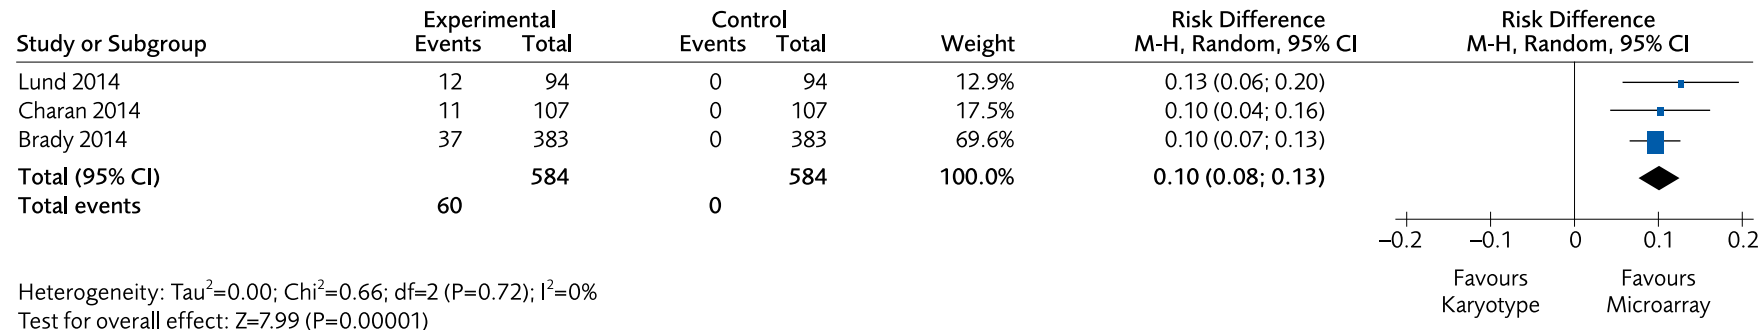 Experimental Control Risk Difference Risk Difference
Study or Subgroup Events Total Events Total Weight M-H, Random, 95% CI M-H, Random, 95% CI
Lund 2014 12 94 0 94 12.9% 0.13 (0.06; 0.20)
Charan 2014 11 107 0 107 17.5% 0.10 (0.04; 0.16)
Brady 2014 37 383 0 383 69.6% 0.10 (0.07; 0.13)
Total (95% CI) 584 584 100.0% 0.10 (0.08; 0.13)
Total events 60 0
−0.2 −0.1 0 0.1 0.2
Favours Karyotype Favours Microarray
Heterogeneity: Tau²=0.00; Chi²=0.66; df=2 (P=0.72); I²=0%
Test for overall effect: Z=7.99 (P=0.00001)